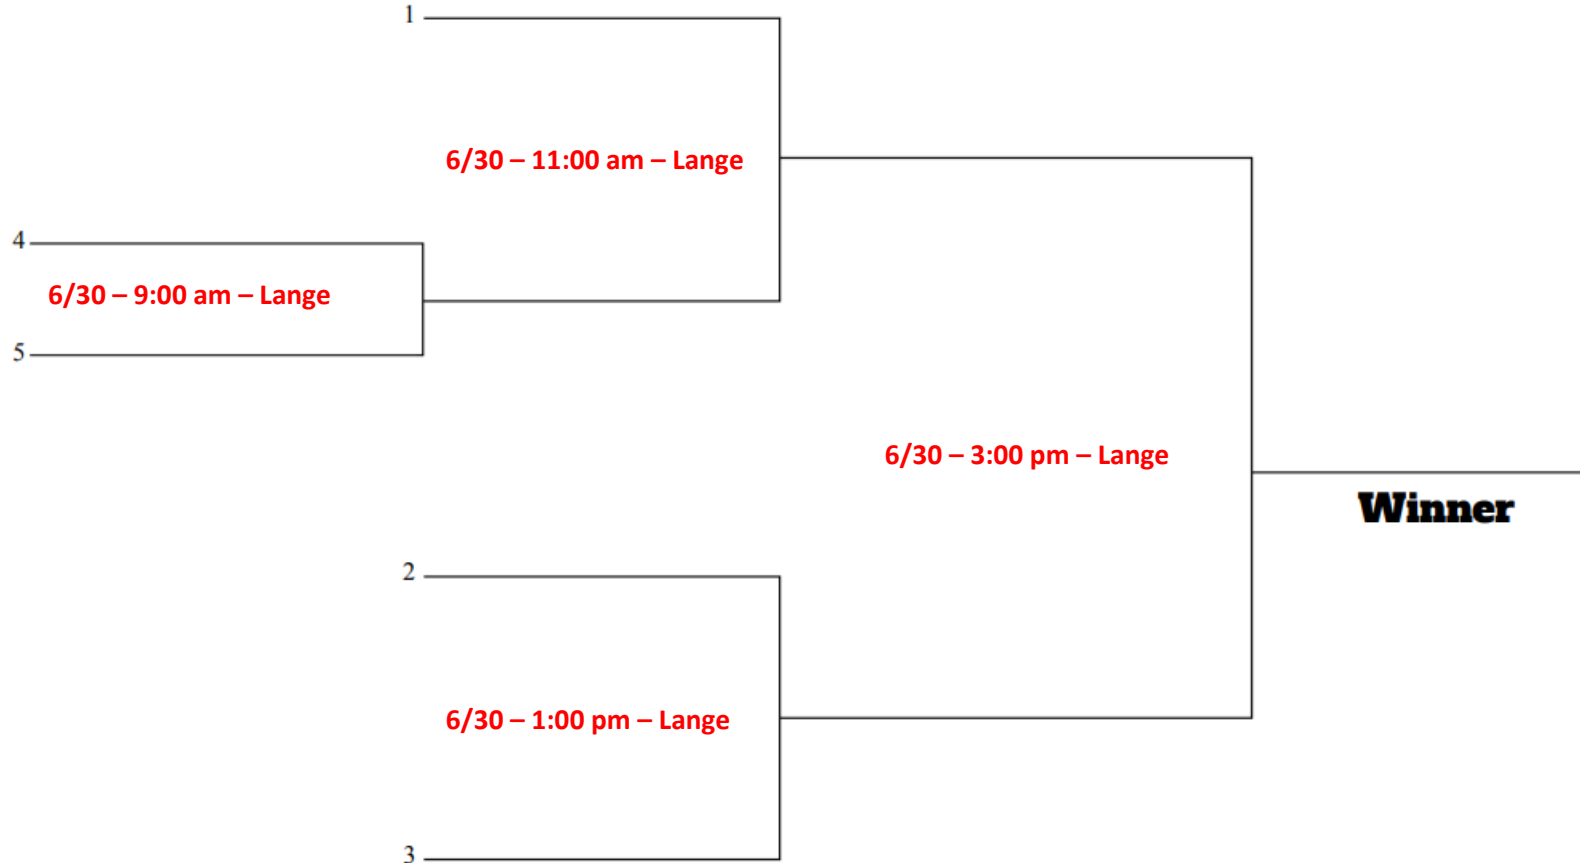 1
6/30 – 11:00 am – Lange
4
6/30 – 9:00 am – Lange
5
6/30 – 3:00 pm – Lange
Winner
2
6/30 – 1:00 pm – Lange
3